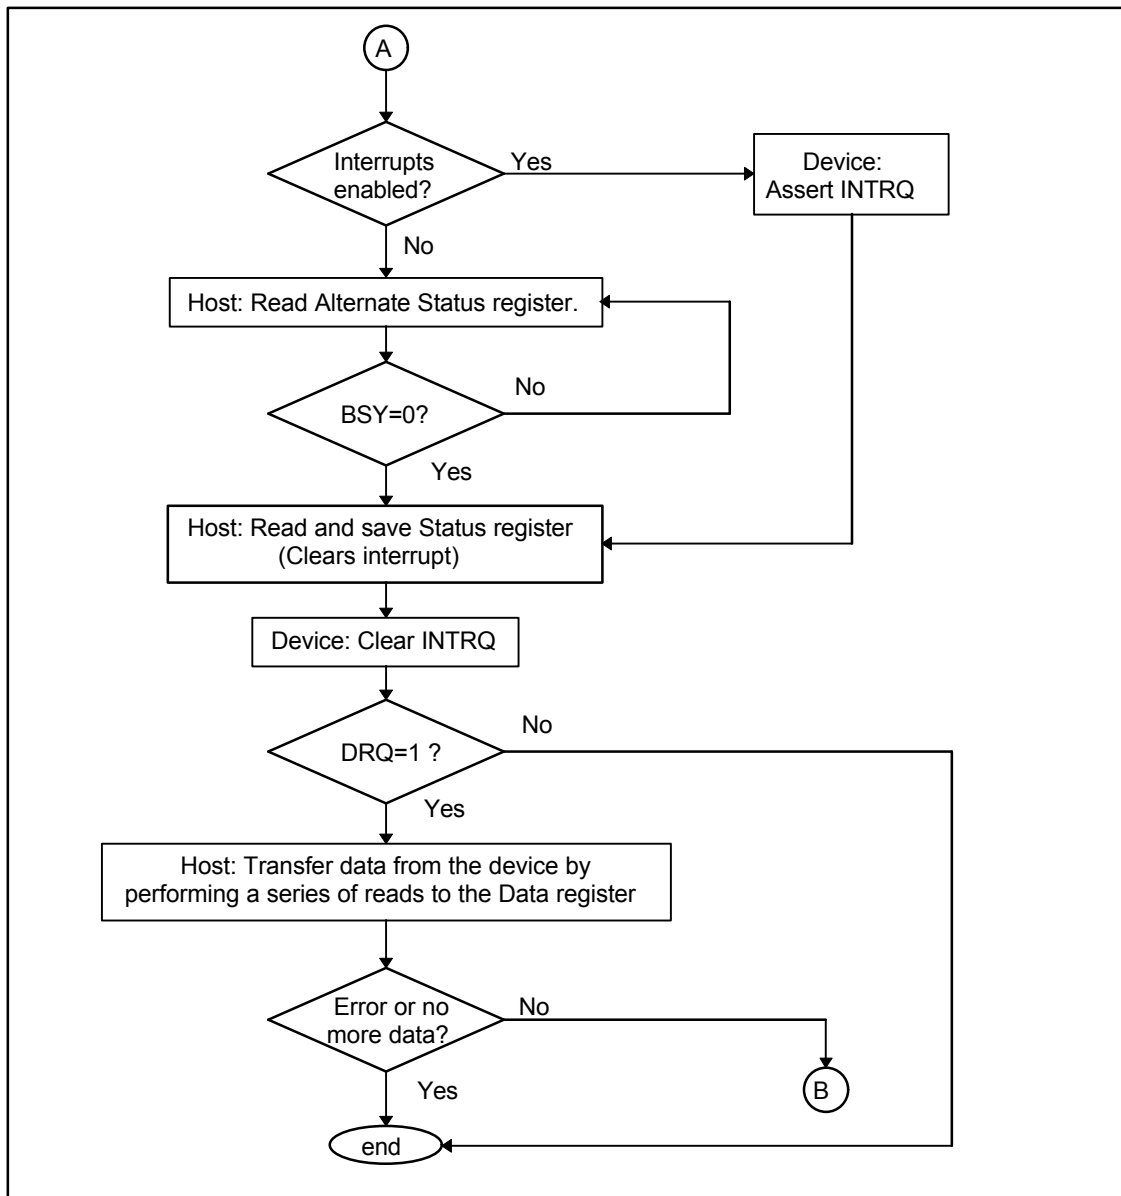 A
Interrupts
enabled?
Yes
Device:
Assert INTRQ
No
Host: Read Alternate Status register.
BSY=0?
No
Yes
Host: Read and save Status register
(Clears interrupt)
Device: Clear INTRQ
DRQ=1 ?
No
Yes
Host: Transfer data from the device by
performing a series of reads to the Data register
Error or no
more data?
No
B
Yes
end